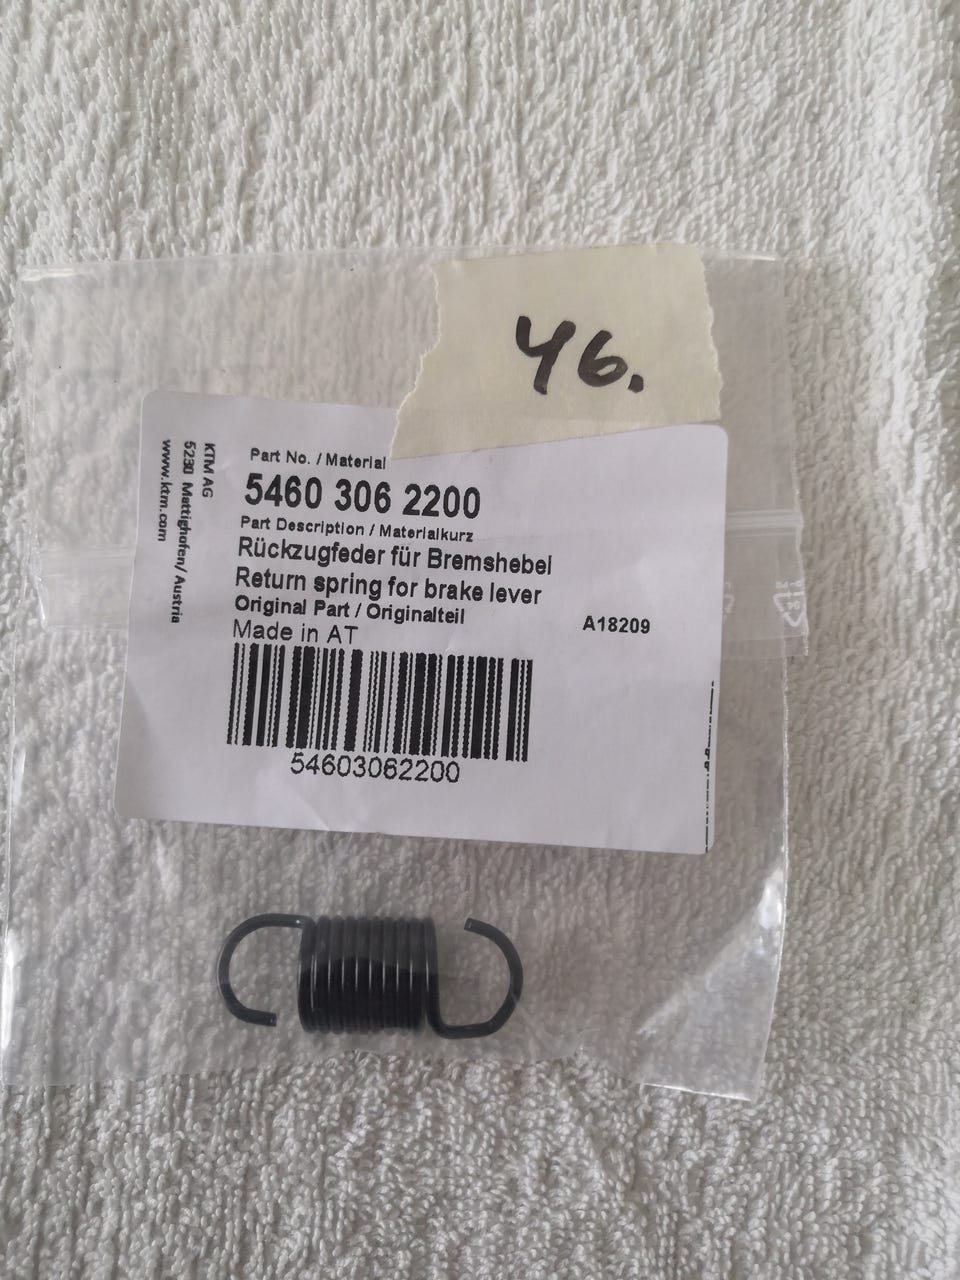 46.
KTM AG
5230 Mattighofen/ Austria
www.ktm.com
Part No. / Material
5460 306 2200
Part Description / Materialkurz
Rückzugfeder für Bremshebel
Return spring for brake lever
Original Part / Originalteil
A18209
Made in AT
54603062200